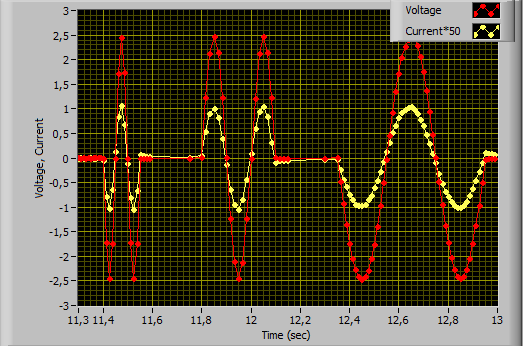 Voltage
Current*50
3
2,5
2
1,5
1
0,5
0
-0,5
-1
-1,5
-2
-2,5
-3
Voltage, Current
11,3 11,4 11,6 11,8 12 12,2 12,4 12,6 12,8 13
Time (sec)